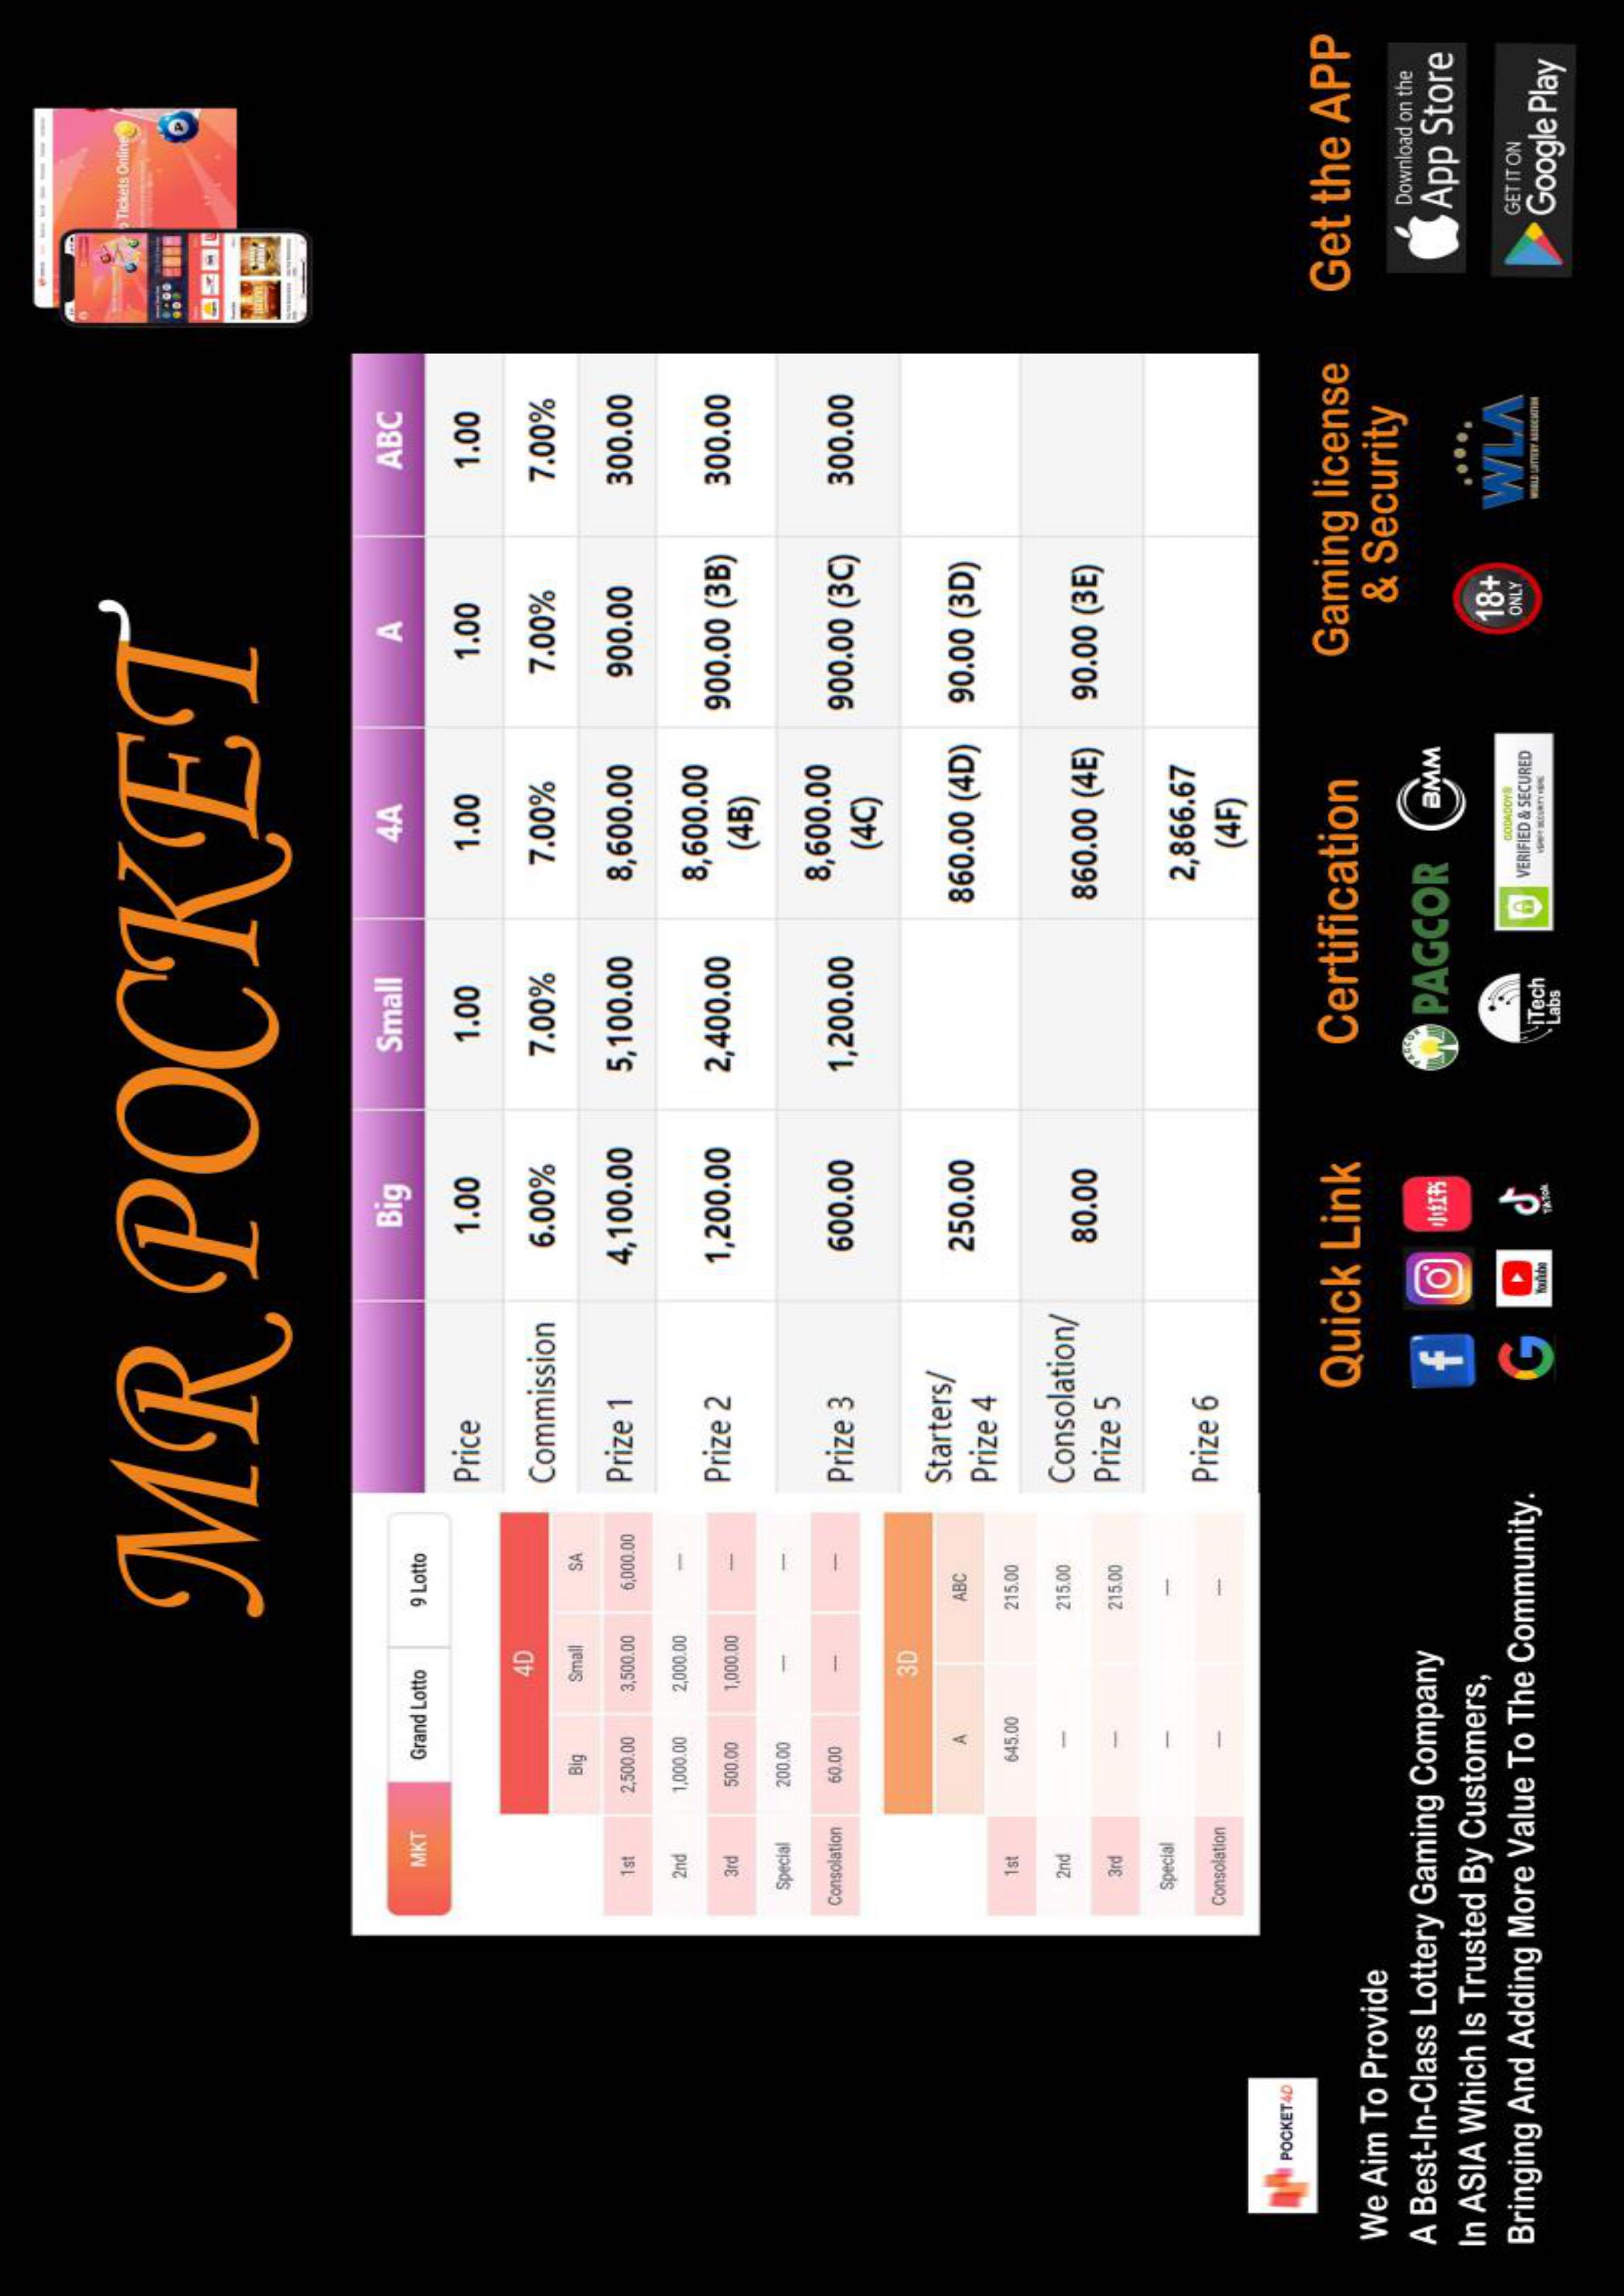 MR POCKET
Tickets Online
MKT Grand Lotto 9 Lotto
4D
Big Small SA
1st 2,500.00 3,500.00 6,000.00
2nd 1,000.00 2,000.00 ---
3rd 500.00 1,000.00 ---
Special 200.00 --- ---
Consolation 60.00 --- ---
3D
A ABC
1st 645.00 215.00
2nd --- 215.00
3rd --- 215.00
Special --- ---
Consolation --- ---
Big Small 4A A ABC
Price 1.00 1.00 1.00 1.00 1.00
Commission 6.00% 7.00% 7.00% 7.00% 7.00%
Prize 1 4,100.00 5,100.00 8,600.00 900.00 300.00
Prize 2 1,200.00 2,400.00 8,600.00 (4B) 900.00 (3B) 300.00
Prize 3 600.00 1,200.00 8,600.00 (4C) 900.00 (3C) 300.00
Starters/ Prize 4 250.00 860.00 (4D) 90.00 (3D)
Consolation/ Prize 5 80.00 860.00 (4E) 90.00 (3E)
Prize 6 2,866.67 (4F)
POCKET4D
We Aim To Provide
A Best-In-Class Lottery Gaming Company
In ASIA Which Is Trusted By Customers,
Bringing And Adding More Value To The Community.
Quick Link
小红书
YouTube
TikTok
Certification
PAGCOR
PAGCOR
BMM
iTech
Labs
GODADDY®
VERIFIED & SECURED
VERIFY SECURITY HERE
Gaming license
& Security
18+
ONLY
WLA
WORLD LOTTERY ASSOCIATION
Get the APP
Download on the
App Store
GET IT ON
Google Play